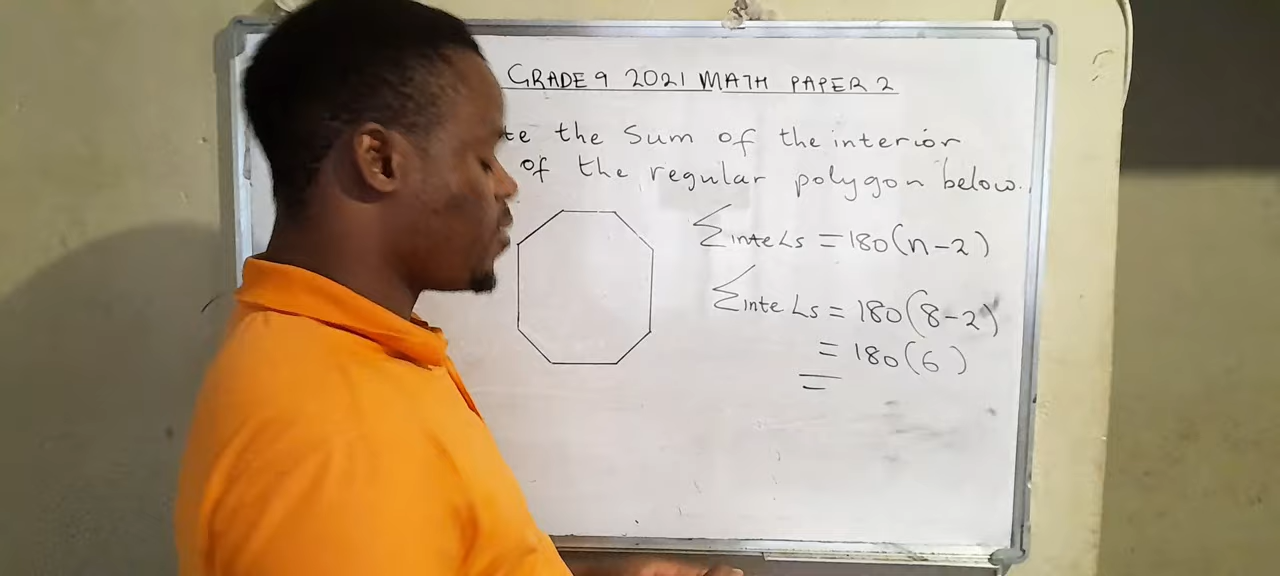 GRADE 9 2021 MATH PAPER 2
te the sum of the interior
of the regular polygon below.
∑inte∠s = 180(n-2)
∑inte∠s = 180(8-2)
= 180(6)
=